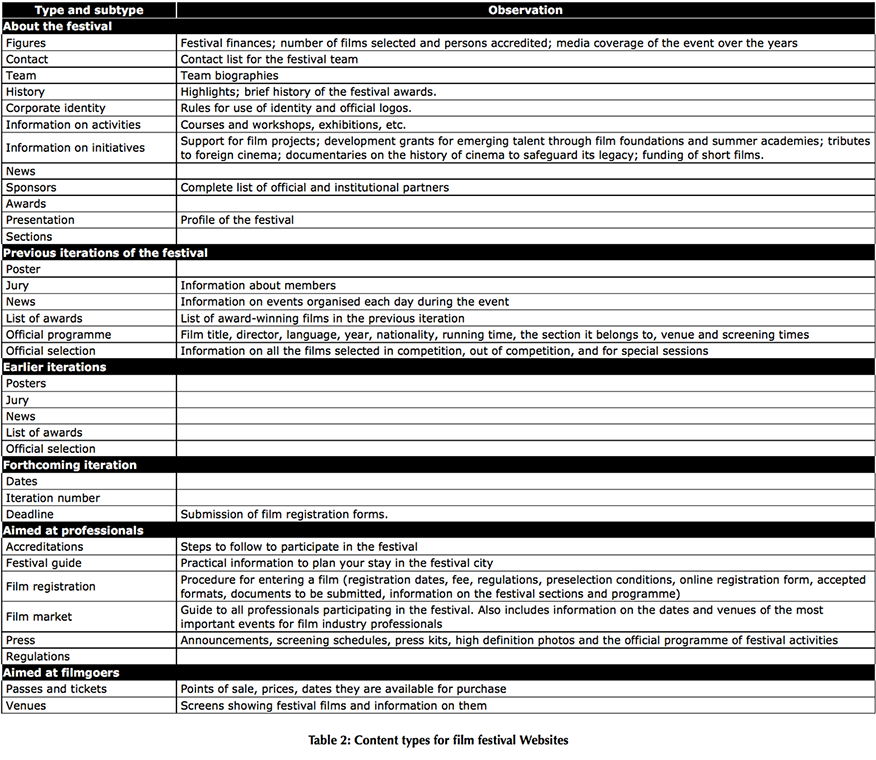 Type and subtype Observation
About the festival
Figures Festival finances; number of films selected and persons accredited; media coverage of the event over the years
Contact Contact list for the festival team
Team Team biographies
History Highlights; brief history of the festival awards.
Corporate identity Rules for use of identity and official logos.
Information on activities Courses and workshops, exhibitions, etc.
Information on initiatives Support for film projects; development grants for emerging talent through film foundations and summer academies; tributes
to foreign cinema; documentaries on the history of cinema to safeguard its legacy; funding of short films.
News
Sponsors Complete list of official and institutional partners
Awards
Presentation Profile of the festival
Sections
Previous iterations of the festival
Poster
Jury Information about members
News Information on events organised each day during the event
List of awards List of award-winning films in the previous iteration
Official programme Film title, director, language, year, nationality, running time, the section it belongs to, venue and screening times
Official selection Information on all the films selected in competition, out of competition, and for special sessions
Earlier iterations
Posters
Jury
News
List of awards
Official selection
Forthcoming iteration
Dates
Iteration number
Deadline Submission of film registration forms.
Aimed at professionals
Accreditations Steps to follow to participate in the festival
Festival guide Practical information to plan your stay in the festival city
Film registration Procedure for entering a film (registration dates, fee, regulations, preselection conditions, online registration form, accepted
formats, documents to be submitted, information on the festival sections and programme)
Film market Guide to all professionals participating in the festival. Also includes information on the dates and venues of the most
important events for film industry professionals
Press Announcements, screening schedules, press kits, high definition photos and the official programme of festival activities
Regulations
Aimed at filmgoers
Passes and tickets Points of sale, prices, dates they are available for purchase
Venues Screens showing festival films and information on them
Table 2: Content types for film festival Websites